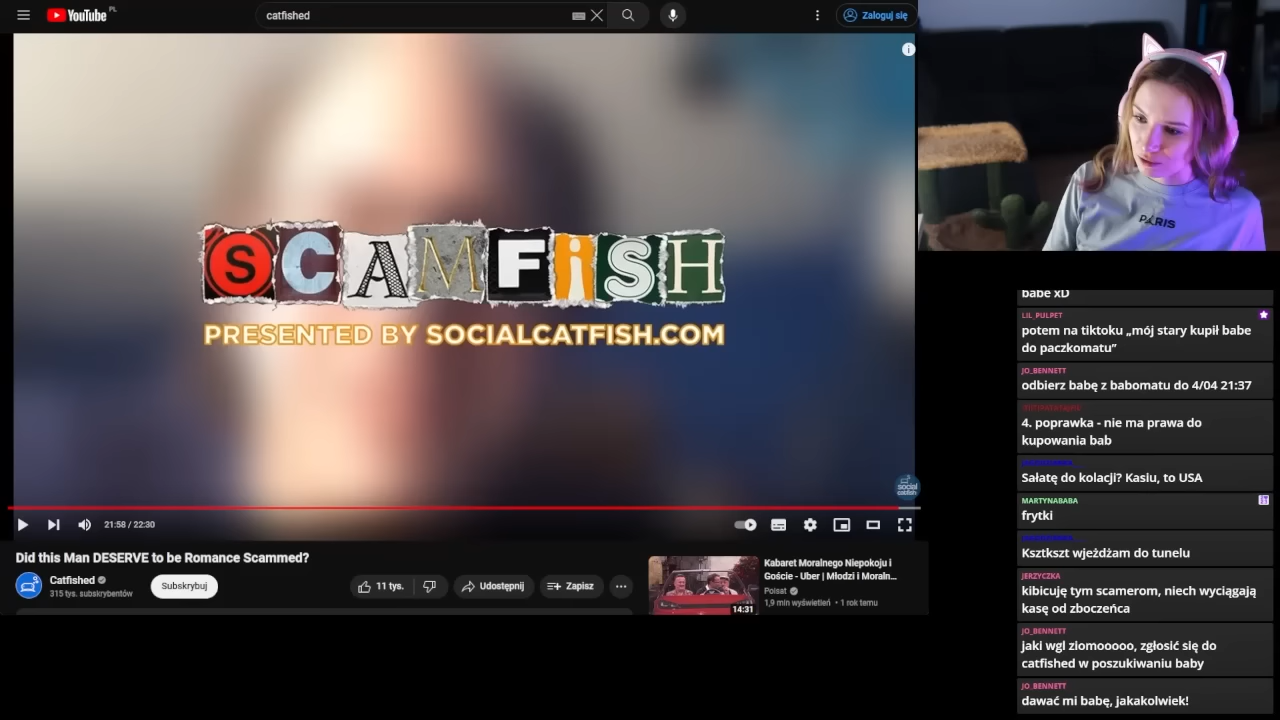 YouTube PL
catfished
Zaloguj się
SCAMFiSH
PRESENTED BY SOCIALCATFISH.COM
social
catfish
21:58 / 22:30
Did this Man DESERVE to be Romance Scammed?
Catfished
315 tys. subskrybentów
Subskrybuj
11 tys.
Udostępnij
Zapisz
14:31
Kabaret Moralnego Niepokoju i
Goście - Uber | Młodzi i Moraln...
Polsat
1,9 mln wyświetleń • 1 rok temu
PARIS
babe xD
LIL_PULPET
potem na tiktoku „mój stary kupił babe
do paczkomatu”
JO_BENNETT
odbierz babę z babomatu do 4/04 21:37
4. poprawka - nie ma prawa do
kupowania bab
Sałatę do kolacji? Kasiu, to USA
MARTYNABABA
frytki
Ksztkszt wjeżdżam do tunelu
JERZYCZKA
kibicuję tym scamerom, niech wyciągają
kasę od zboczeńca
JO_BENNETT
jaki wgl ziomooooo, zgłosić się do
catfished w poszukiwaniu baby
JO_BENNETT
dawać mi babę, jakakolwiek!